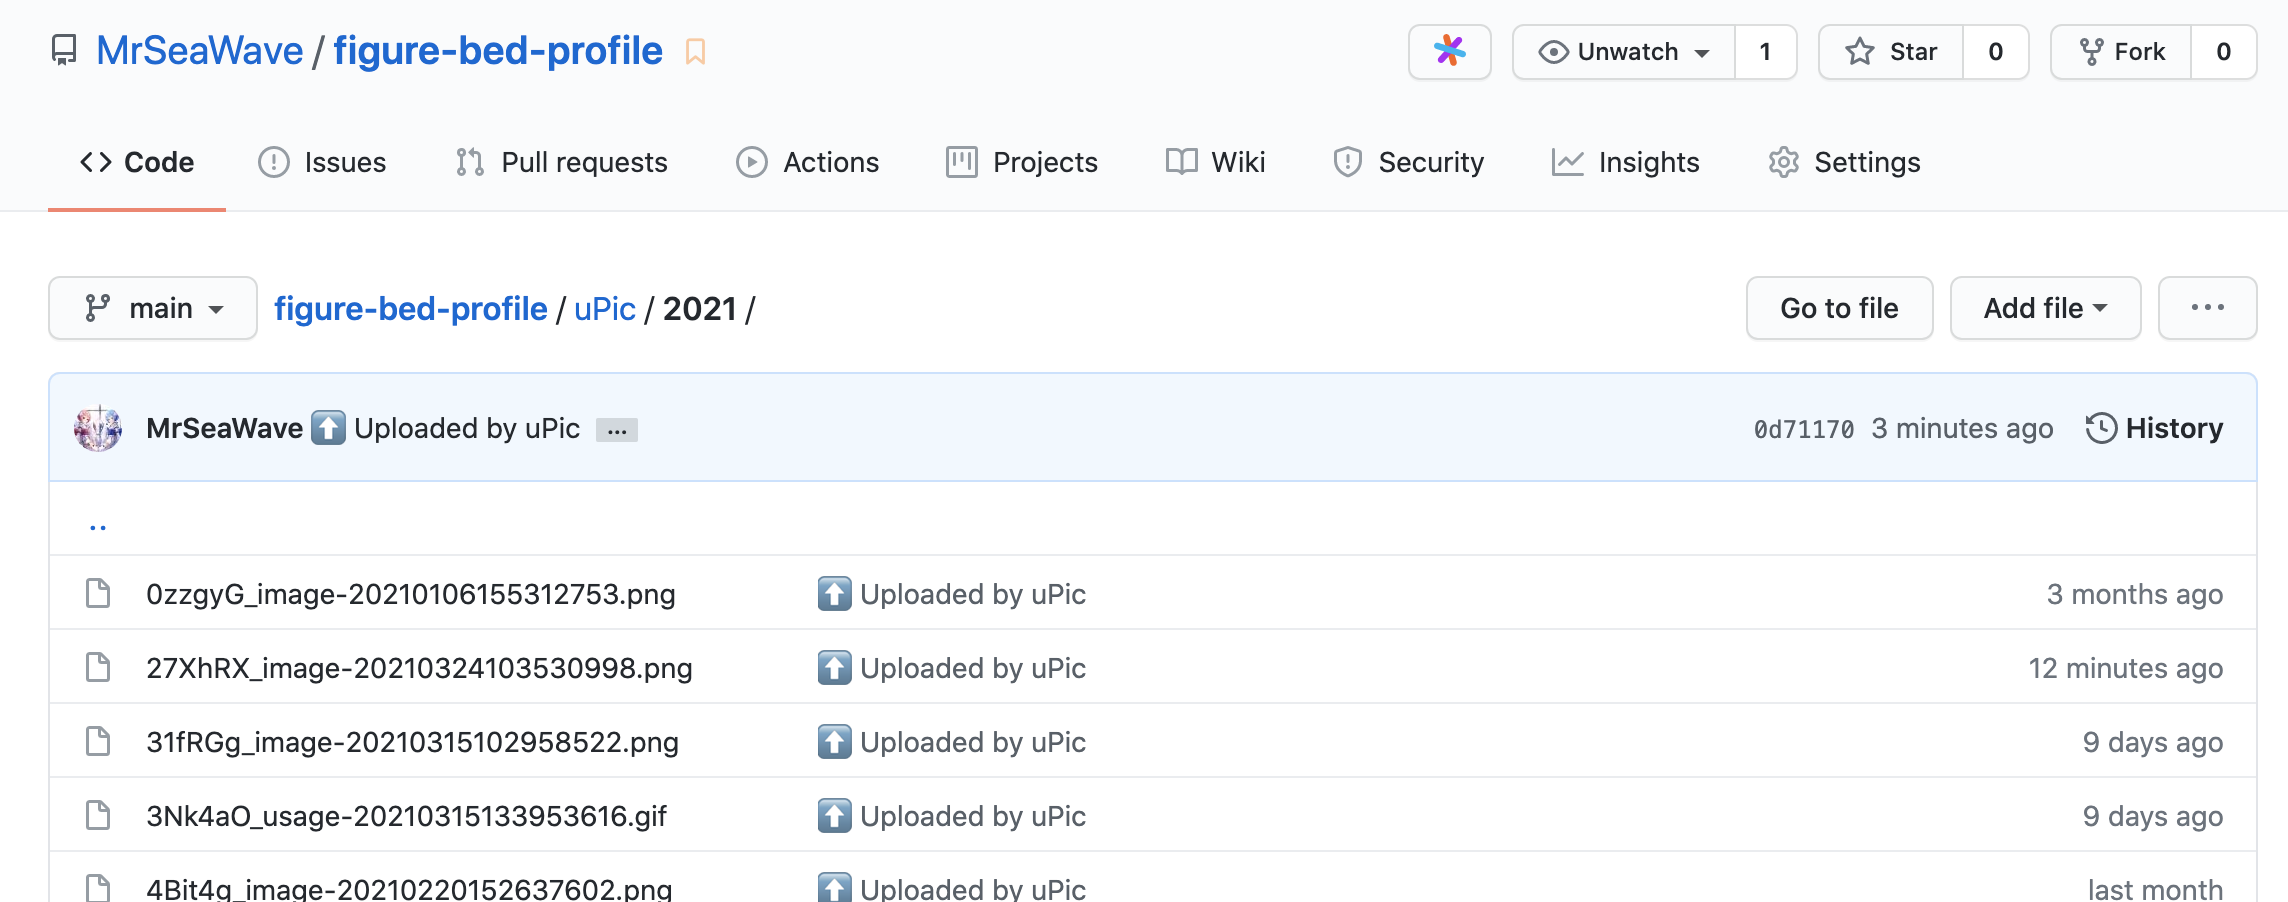 MrSeaWave / figure-bed-profile Unwatch 1 Star 0 Fork 0
Code Issues Pull requests Actions Projects Wiki Security Insights Settings
main figure-bed-profile / uPic / 2021 / Go to file Add file ...
MrSeaWave ⬆️ Uploaded by uPic ... 0d71170 3 minutes ago History
..
0zzgyG_image-20210106155312753.png ⬆️ Uploaded by uPic 3 months ago
27XhRX_image-20210324103530998.png ⬆️ Uploaded by uPic 12 minutes ago
31fRGg_image-20210315102958522.png ⬆️ Uploaded by uPic 9 days ago
3Nk4aO_usage-20210315133953616.gif ⬆️ Uploaded by uPic 9 days ago
4Bit4g_image-20210220152637602.png ⬆️ Uploaded by uPic last month